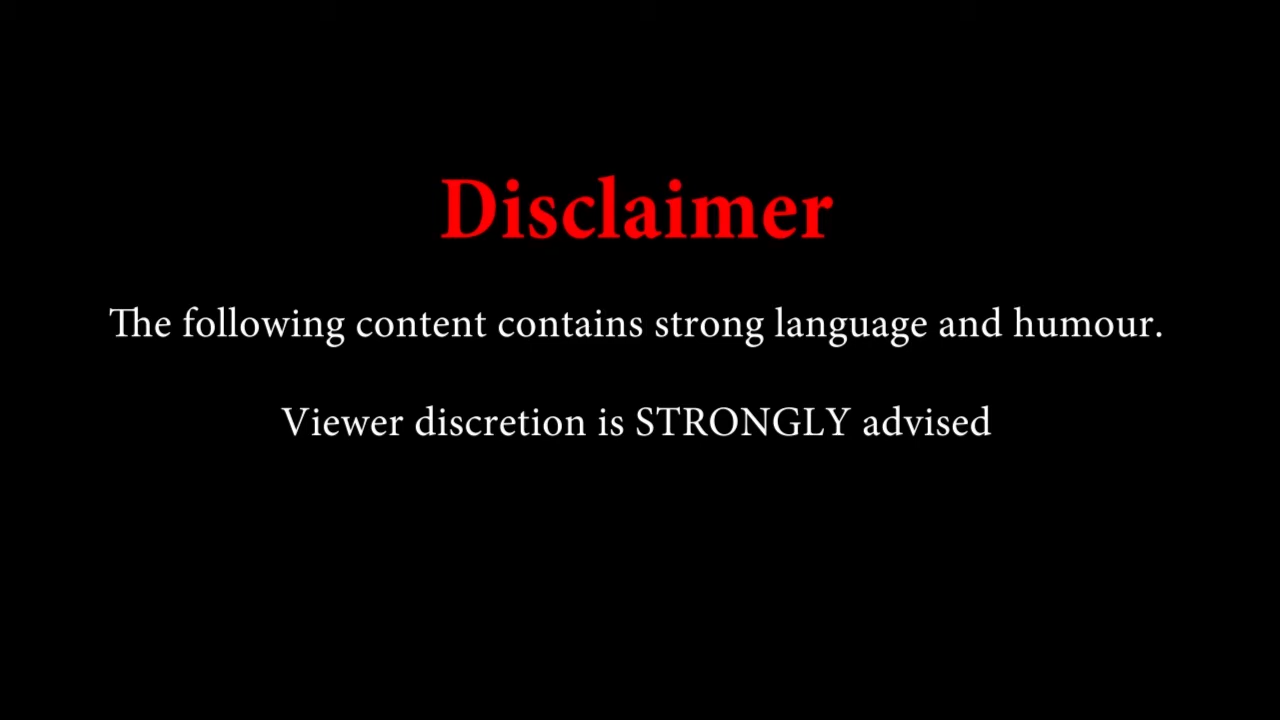 Disclaimer
The following content contains strong language and humour.
Viewer discretion is STRONGLY advised